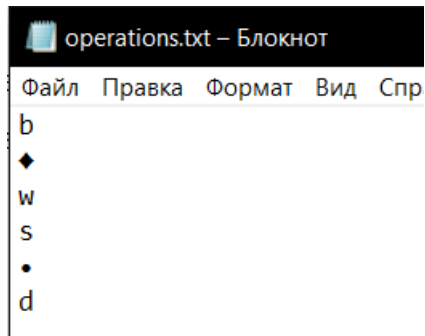 operations.txt – Блокнот
Файл Правка Формат Вид Спр
b
♦
w
s
•
d